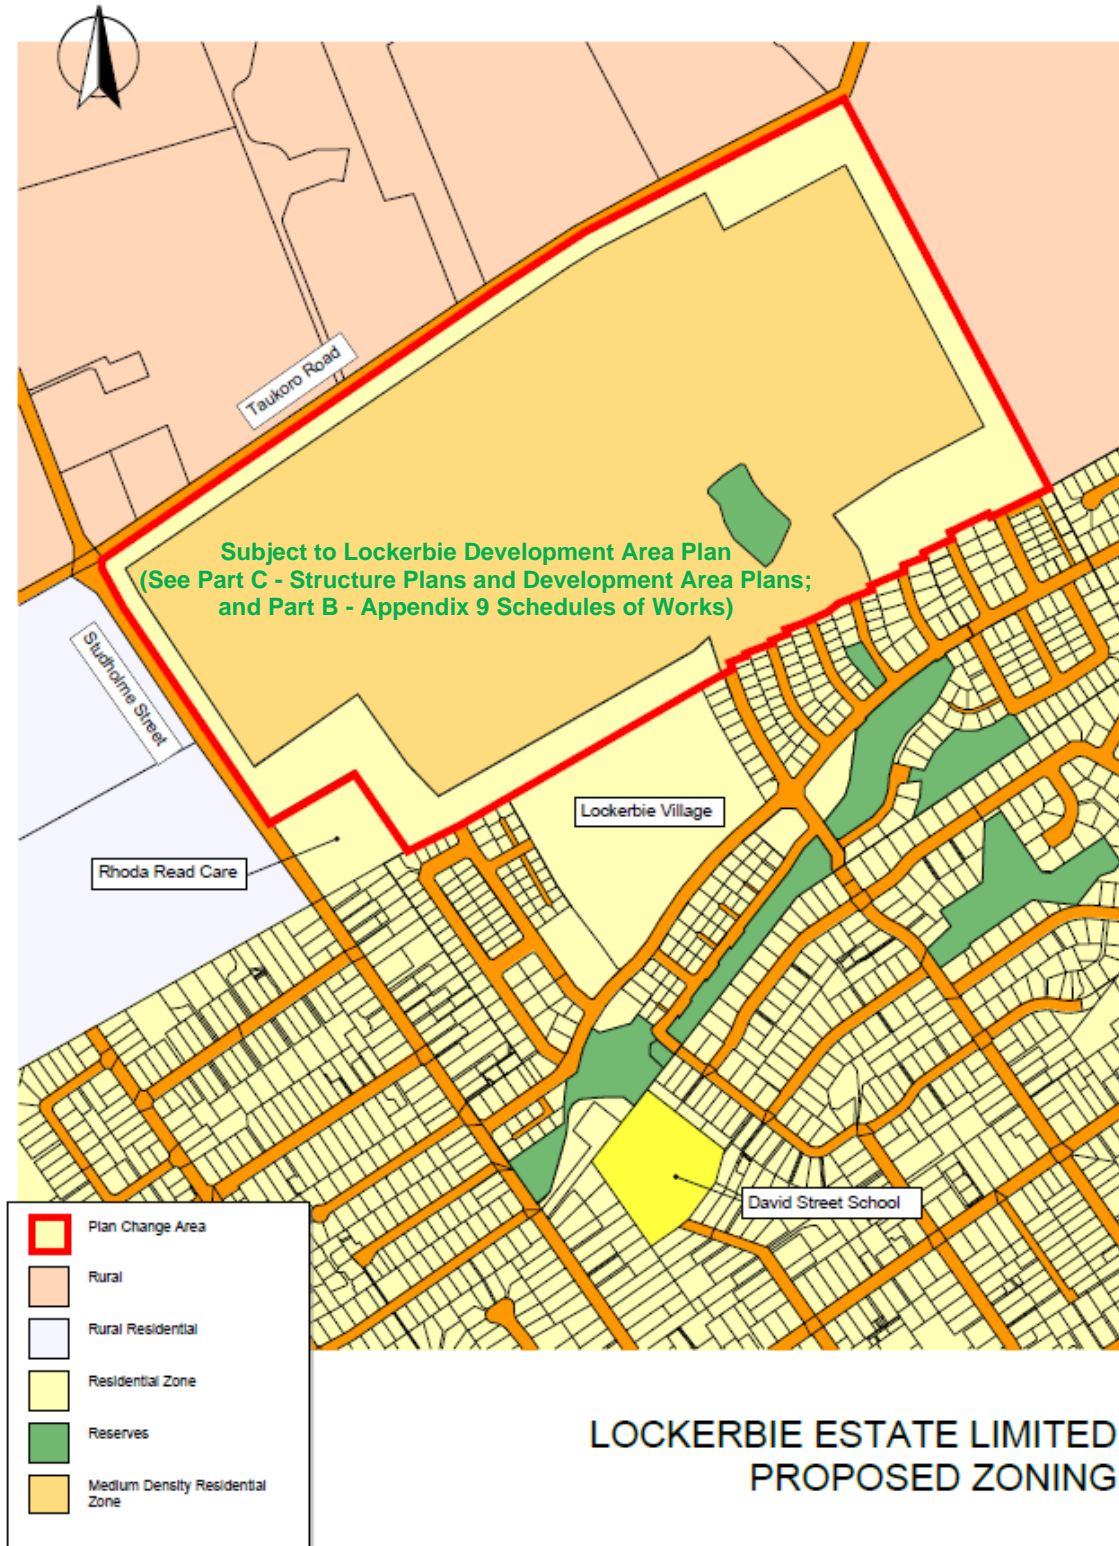 Taukoro Road
Subject to Lockerbie Development Area Plan
(See Part C - Structure Plans and Development Area Plans;
and Part B - Appendix 9 Schedules of Works)
Studholme Street
Lockerbie Village
Rhoda Read Care
David Street School
Plan Change Area
Rural
Rural Residential
Residential Zone
Reserves
Medium Density Residential
Zone
LOCKERBIE ESTATE LIMITED
PROPOSED ZONING